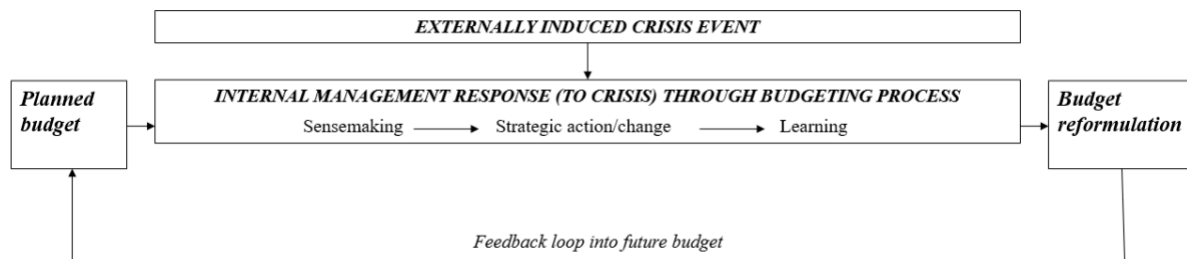 EXTERNALLY INDUCED CRISIS EVENT
Planned
budget
INTERNAL MANAGEMENT RESPONSE (TO CRISIS) THROUGH BUDGETING PROCESS
Sensemaking Strategic action/change Learning
Budget
reformulation
Feedback loop into future budget